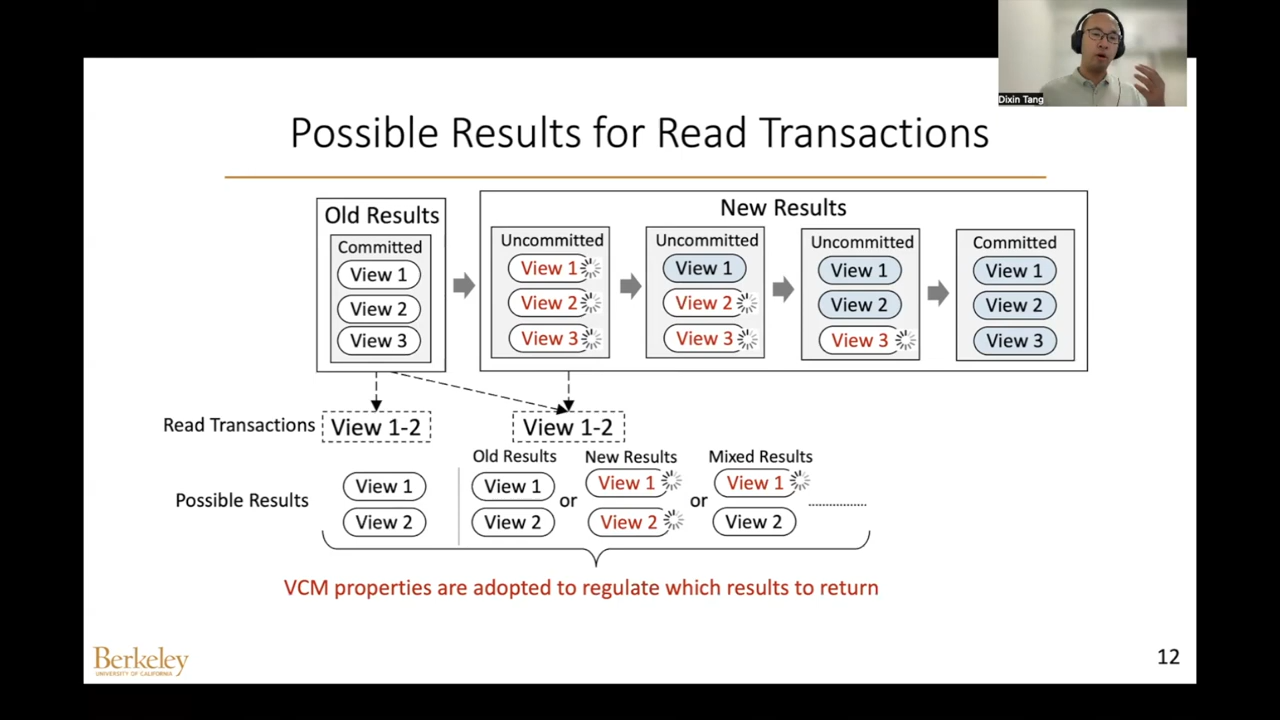 Dixin Tang
Possible Results for Read Transactions
Old Results
Committed
View 1
View 2
View 3
New Results
Uncommitted
View 1
View 2
View 3
Uncommitted
View 1
View 2
View 3
Uncommitted
View 1
View 2
View 3
Committed
View 1
View 2
View 3
Read Transactions
View 1-2
View 1-2
Possible Results
View 1
View 2
Old Results
View 1
View 2
or
New Results
View 1
View 2
or
Mixed Results
View 1
View 2
VCM properties are adopted to regulate which results to return
Berkeley
UNIVERSITY OF CALIFORNIA
12